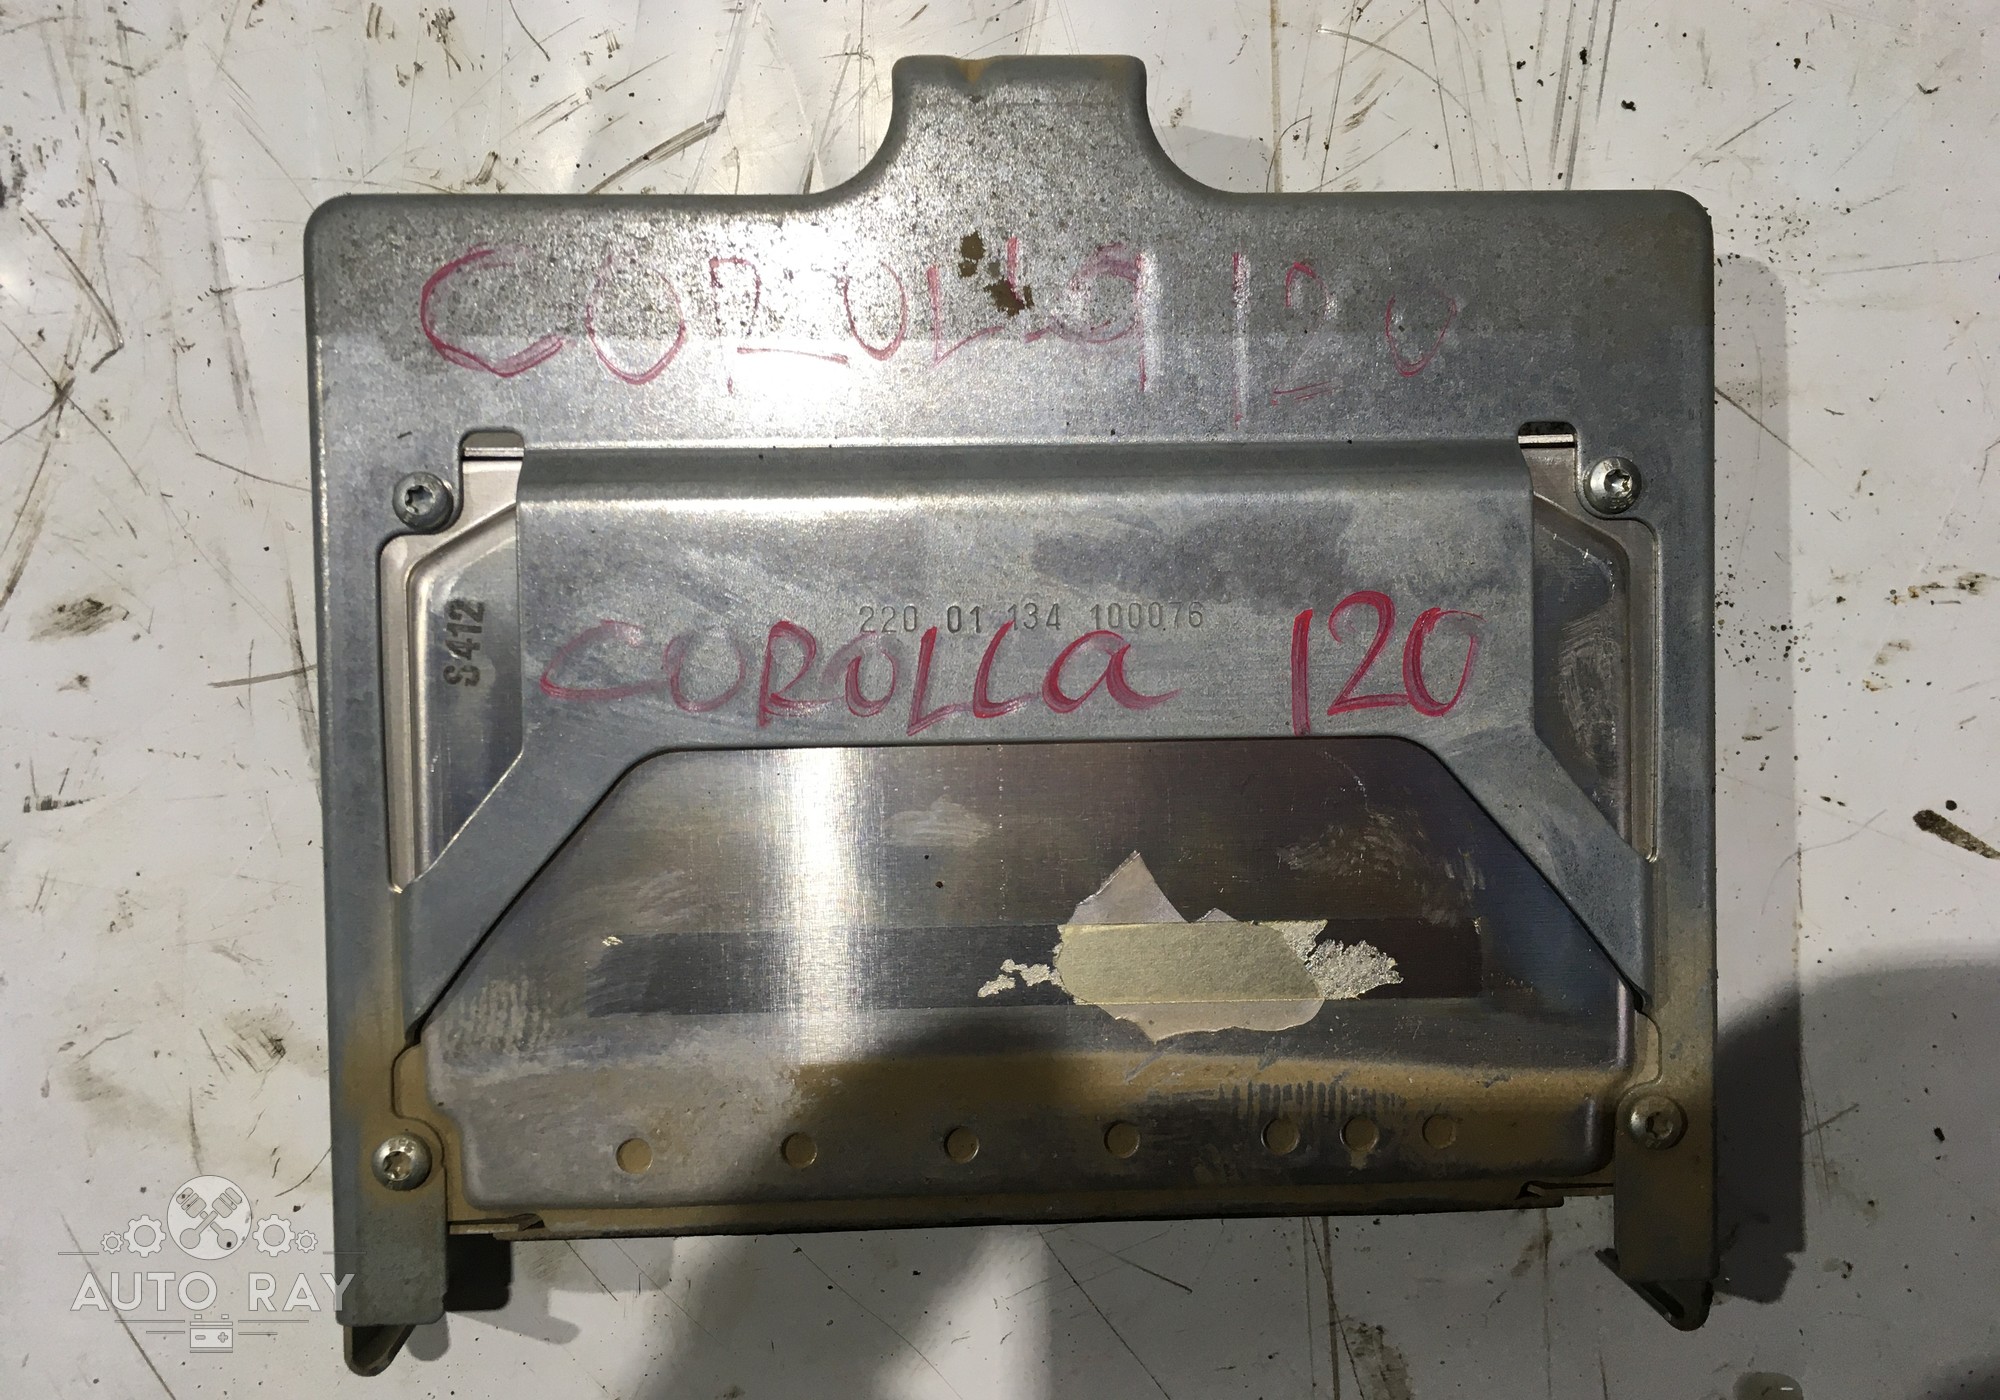 COROLLa 120
220 01 134 100076
S412
COROLLa 120
AUTO RAY